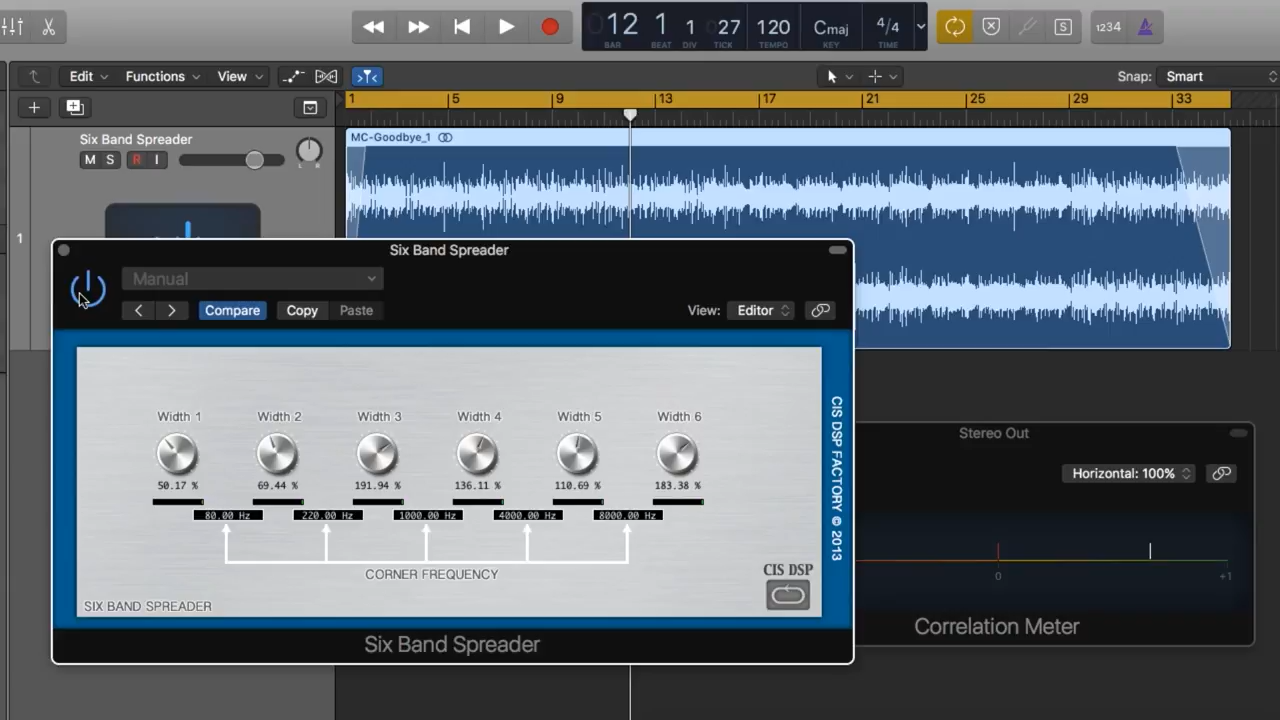 12 1 1 27 120 Cmaj 4/4
BAR BEAT DIV TICK TEMPO KEY TIME
S 1234
Edit Functions View Snap: Smart
1 5 9 13 17 21 25 29 33
Six Band Spreader
M S R I
MC-Goodbye_1
1
Six Band Spreader
Manual
Compare Copy Paste View: Editor
Width 1 Width 2 Width 3 Width 4 Width 5 Width 6
50.17 % 69.44 % 191.94 % 136.11 % 110.69 % 183.38 %
80.00 Hz 220.00 Hz 1000.00 Hz 4000.00 Hz 8000.00 Hz
CORNER FREQUENCY
CIS DSP
SIX BAND SPREADER
CIS DSP FACTORY © 2013
Six Band Spreader
Stereo Out
Horizontal: 100%
0 +1
Correlation Meter